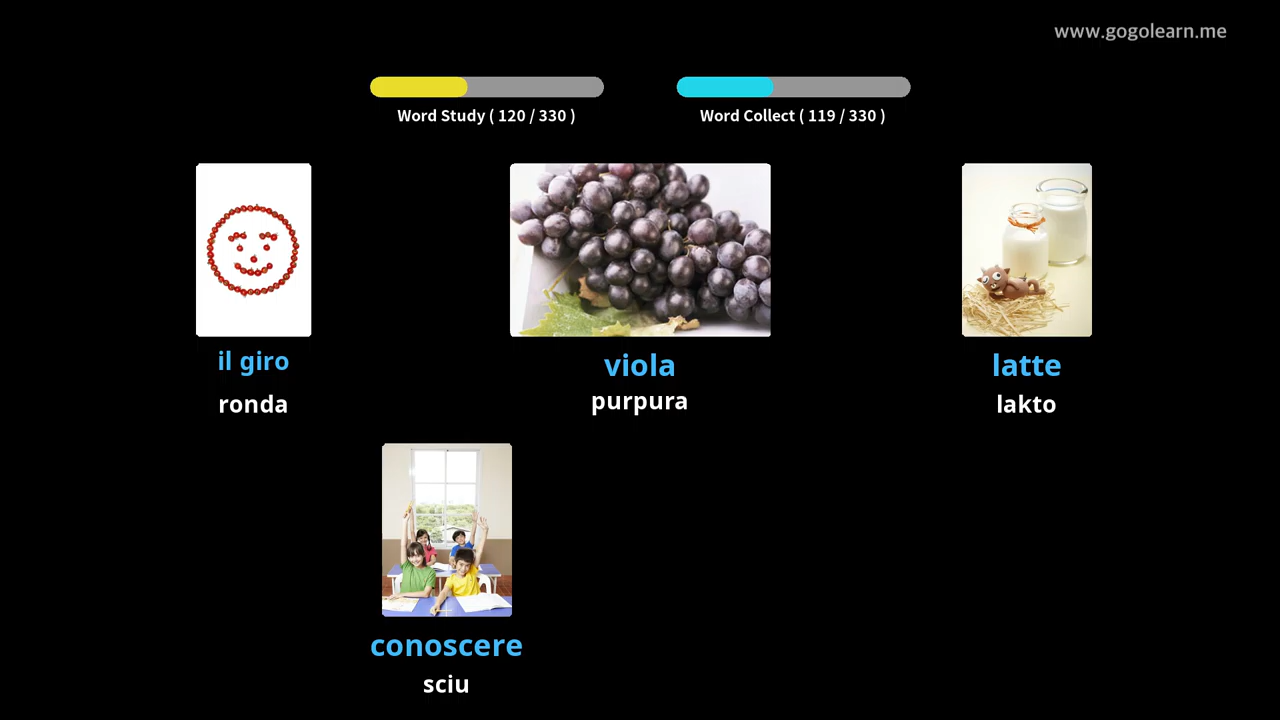 www.gogolearn.me
Word Study ( 120 / 330 )
Word Collect ( 119 / 330 )
il giro
ronda
viola
purpura
latte
lakto
conoscere
sciu